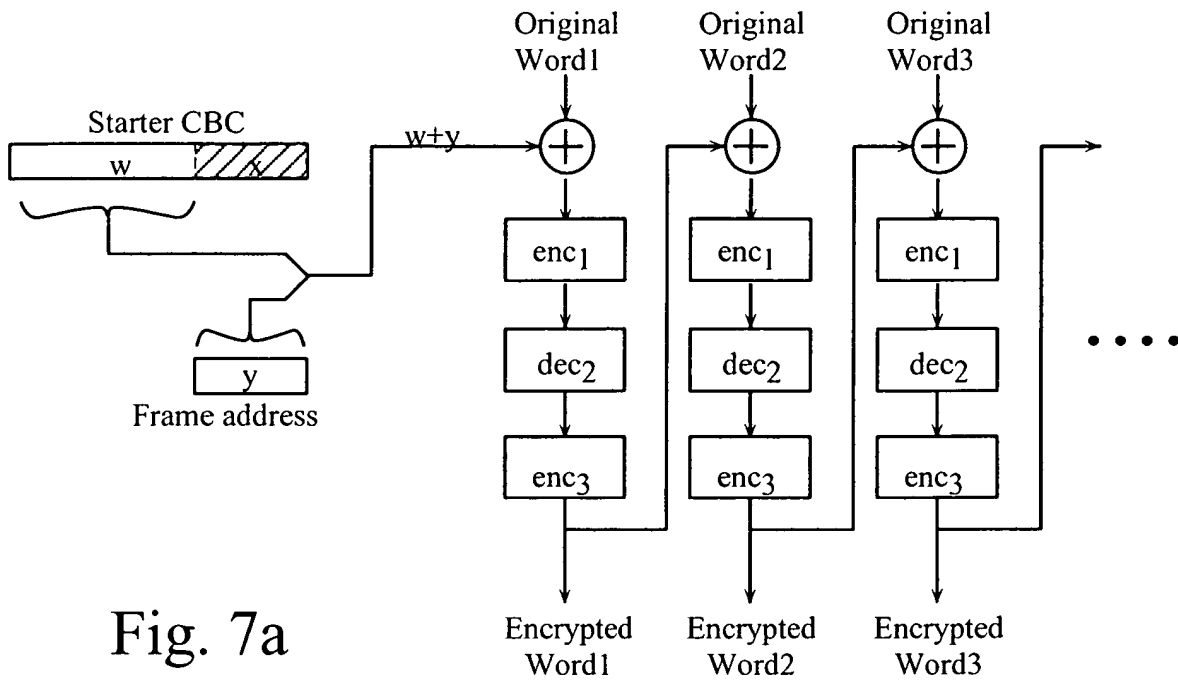 Original Word1
Original Word2
Original Word3
Starter CBC
w
x
w+y
y
Frame address
enc1
enc1
enc1
dec2
dec2
dec2
enc3
enc3
enc3
Encrypted Word1
Encrypted Word2
Encrypted Word3
Fig. 7a